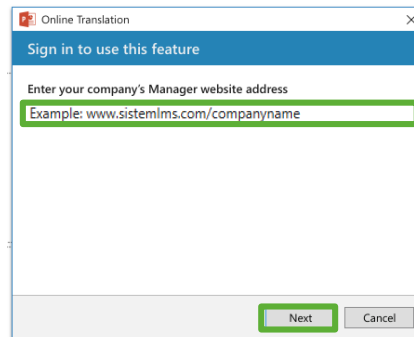 Online Translation
Sign in to use this feature
Enter your company's Manager website address
Example: www.sistemlms.com/companyname
Next
Cancel